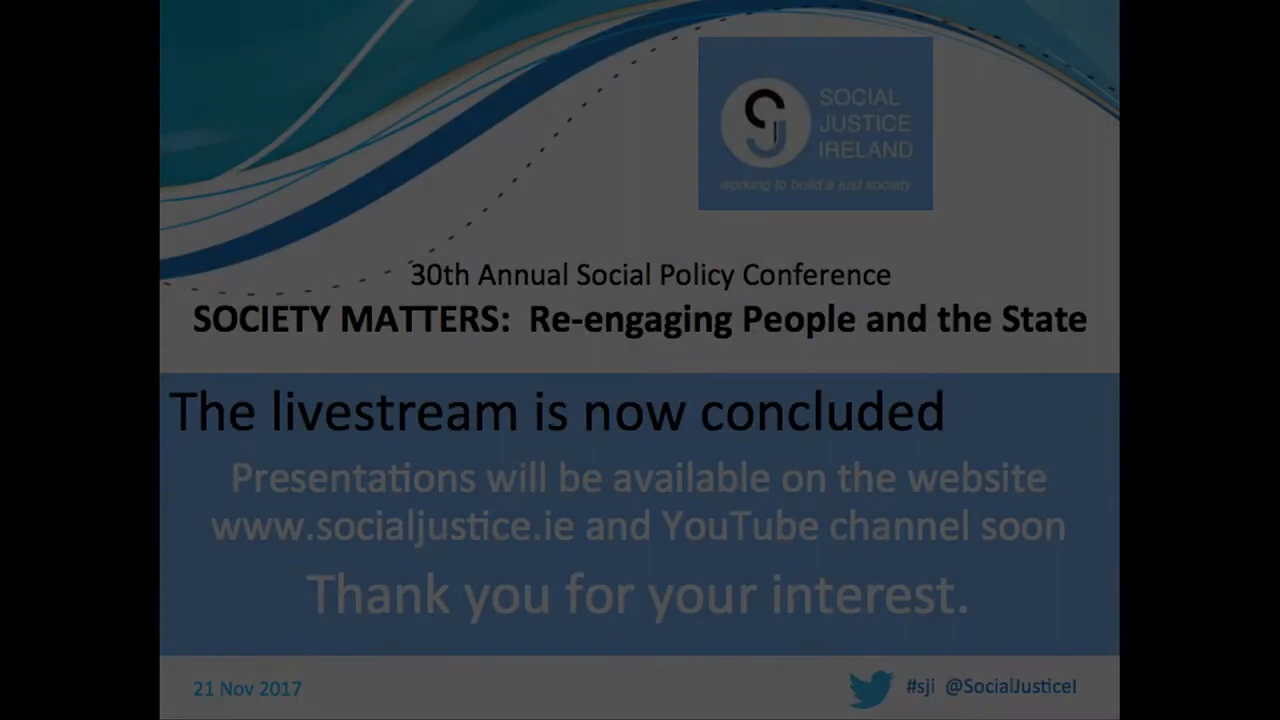 SOCIAL
JUSTICE
IRELAND
working to build a just society
30th Annual Social Policy Conference
SOCIETY MATTERS: Re-engaging People and the State
The livestream is now concluded
Presentations will be available on the website
www.socialjustice.ie and YouTube channel soon
Thank you for your interest.
21 Nov 2017
#sji @SocialJusticeI